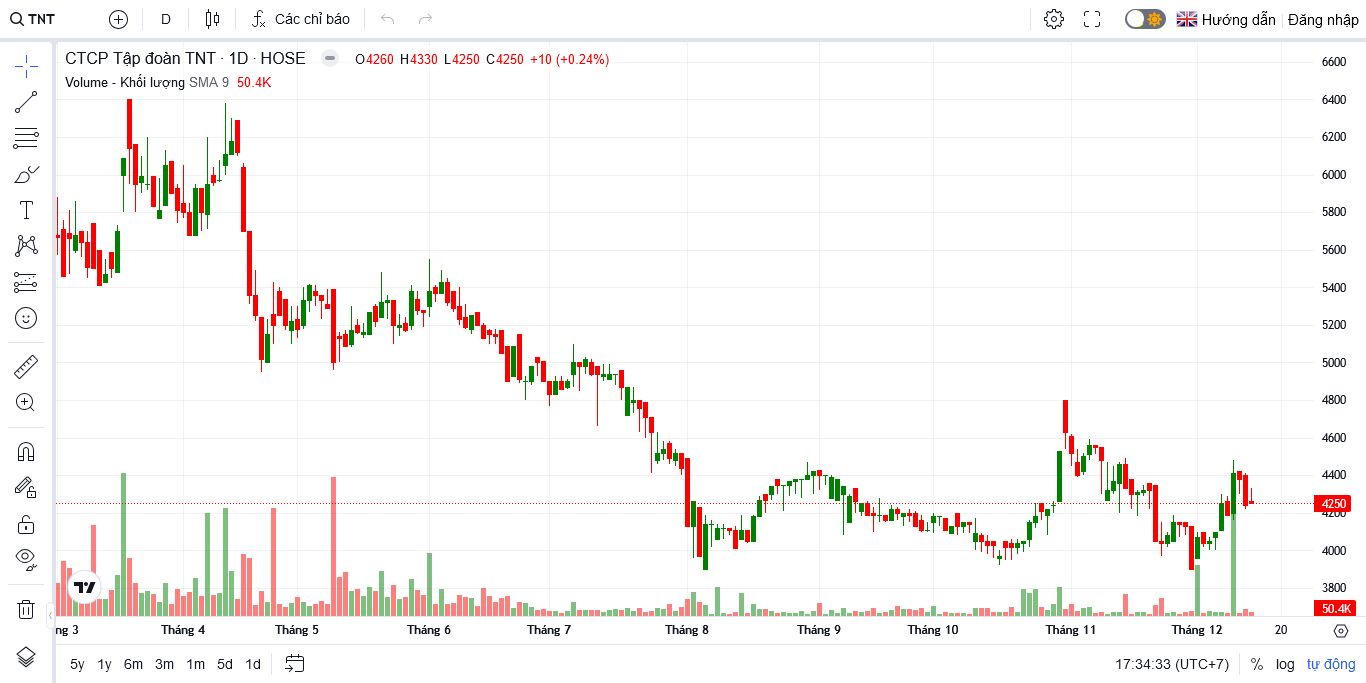 TNT D Các chỉ báo Hướng dẫn Đăng nhập
CTCP Tập đoàn TNT · 1D · HOSE O4260 H4330 L4250 C4250 +10 (+0.24%)
Volume - Khối lượng SMA 9 50.4K
6600
6400
6200
6000
5800
5600
5400
5200
5000
4800
4600
4400
4250
4200
4000
3800
50.4K
ng 3 Tháng 4 Tháng 5 Tháng 6 Tháng 7 Tháng 8 Tháng 9 Tháng 10 Tháng 11 Tháng 12 20
5y 1y 6m 3m 1m 5d 1d 17:34:33 (UTC+7) % log tự động